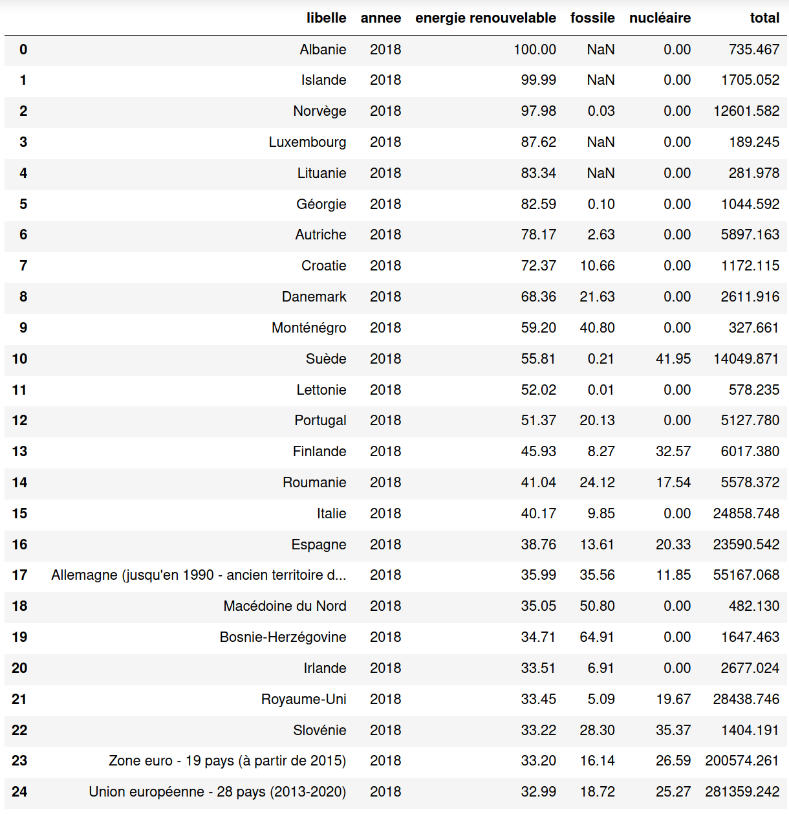 libelle annee energie renouvelable fossile nucléaire total
0 Albanie 2018 100.00 NaN 0.00 735.467
1 Islande 2018 99.99 NaN 0.00 1705.052
2 Norvège 2018 97.98 0.03 0.00 12601.582
3 Luxembourg 2018 87.62 NaN 0.00 189.245
4 Lituanie 2018 83.34 NaN 0.00 281.978
5 Géorgie 2018 82.59 0.10 0.00 1044.592
6 Autriche 2018 78.17 2.63 0.00 5897.163
7 Croatie 2018 72.37 10.66 0.00 1172.115
8 Danemark 2018 68.36 21.63 0.00 2611.916
9 Monténégro 2018 59.20 40.80 0.00 327.661
10 Suède 2018 55.81 0.21 41.95 14049.871
11 Lettonie 2018 52.02 0.01 0.00 578.235
12 Portugal 2018 51.37 20.13 0.00 5127.780
13 Finlande 2018 45.93 8.27 32.57 6017.380
14 Roumanie 2018 41.04 24.12 17.54 5578.372
15 Italie 2018 40.17 9.85 0.00 24858.748
16 Espagne 2018 38.76 13.61 20.33 23590.542
17 Allemagne (jusqu'en 1990 - ancien territoire d... 2018 35.99 35.56 11.85 55167.068
18 Macédoine du Nord 2018 35.05 50.80 0.00 482.130
19 Bosnie-Herzégovine 2018 34.71 64.91 0.00 1647.463
20 Irlande 2018 33.51 6.91 0.00 2677.024
21 Royaume-Uni 2018 33.45 5.09 19.67 28438.746
22 Slovénie 2018 33.22 28.30 35.37 1404.191
23 Zone euro - 19 pays (à partir de 2015) 2018 33.20 16.14 26.59 200574.261
24 Union européenne - 28 pays (2013-2020) 2018 32.99 18.72 25.27 281359.242